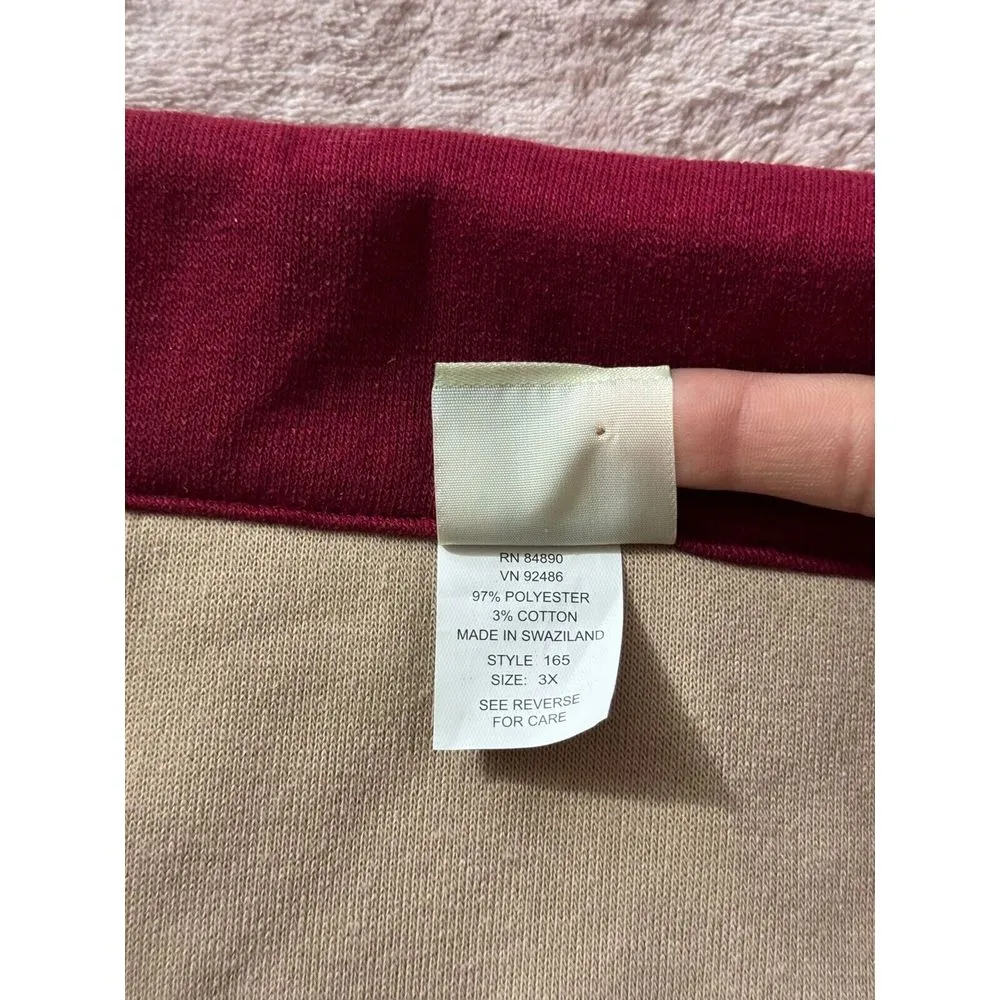 RN 84890
VN 92486
97% POLYESTER
3% COTTON
MADE IN SWAZILAND
STYLE 165
SIZE: 3X
SEE REVERSE
FOR CARE